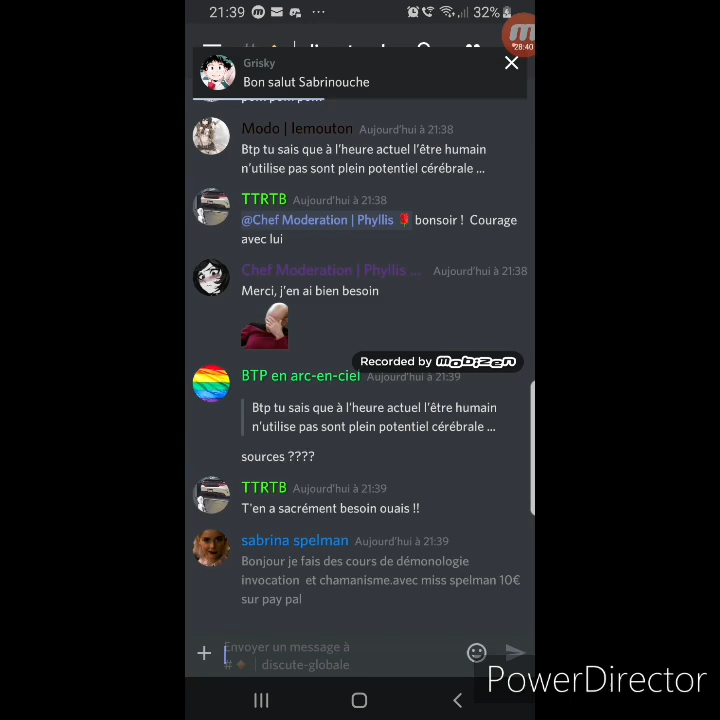 21:39
32%
28:40
Grisky
Bon salut Sabrinouche
Modo | lemouton Aujourd'hui à 21:38
Btp tu sais que à l'heure actuel l'être humain
n'utilise pas sont plein potentiel cérébrale ...
TTRTB Aujourd'hui à 21:38
@Chef Moderation | Phyllis bonsoir ! Courage
avec lui
Chef Moderation | Phyllis ... Aujourd'hui à 21:38
Merci, j'en ai bien besoin
Recorded by mobizen
BTP en arc-en-ciel Aujourd'hui à 21:39
Btp tu sais que à l'heure actuel l'être humain
n'utilise pas sont plein potentiel cérébrale ...
sources ????
TTRTB Aujourd'hui à 21:39
T'en a sacrément besoin ouais !!
sabrina spelman Aujourd'hui à 21:39
Bonjour je fais des cours de démonologie
invocation et chamanisme.avec miss spelman 10€
sur pay pal
Envoyer un message à
# | discute-globale
PowerDirector